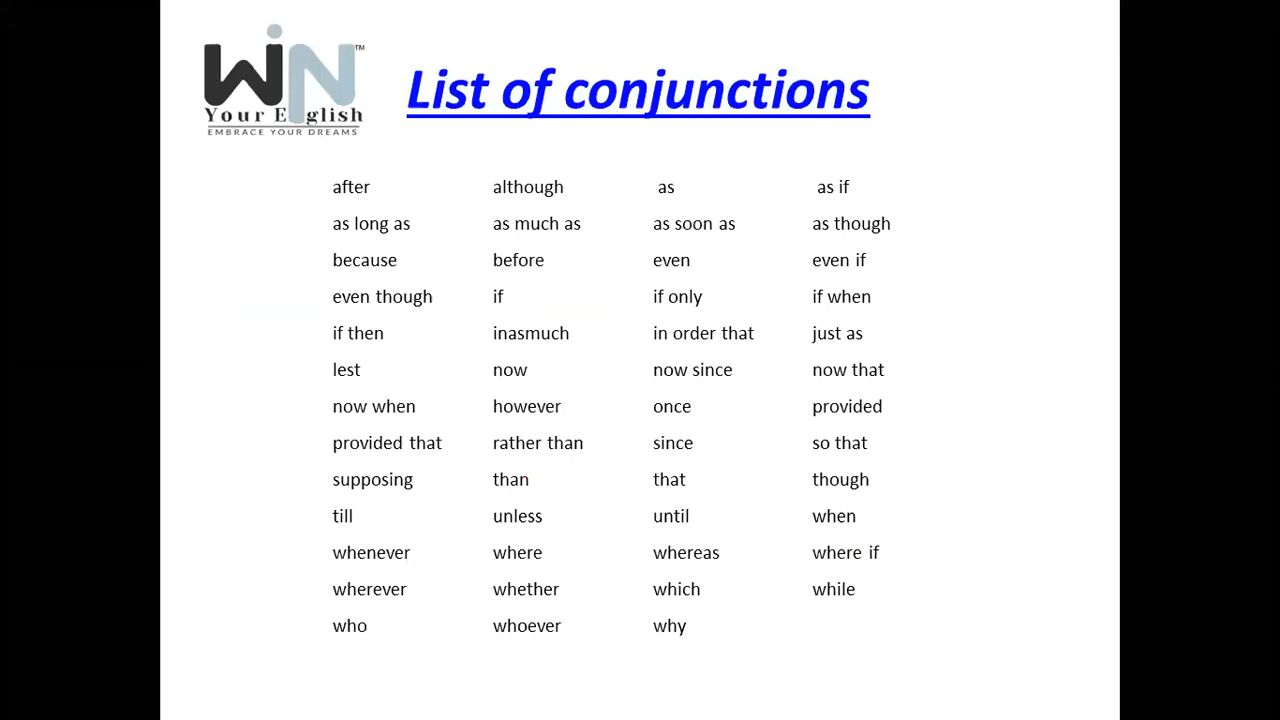 WiN™
Your English
EMBRACE YOUR DREAMS
List of conjunctions
after although as as if
as long as as much as as soon as as though
because before even even if
even though if if only if when
if then inasmuch in order that just as
lest now now since now that
now when however once provided
provided that rather than since so that
supposing than that though
till unless until when
whenever where whereas where if
wherever whether which while
who whoever why